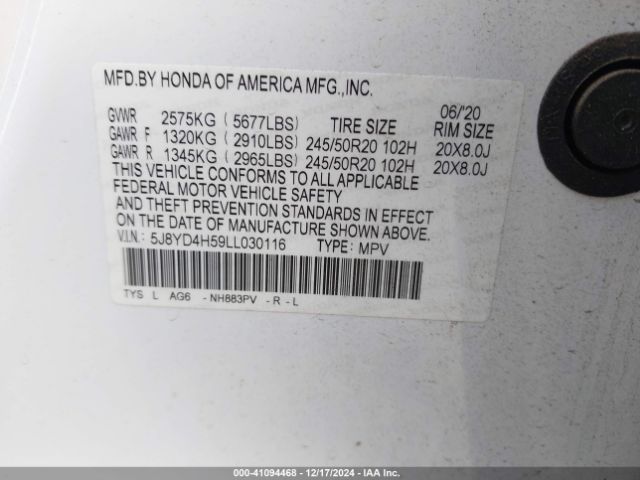 MFD.BY HONDA OF AMERICA MFG.,INC.
06/'20
GVWR 2575KG (5677LBS) TIRE SIZE RIM SIZE
GAWR F 1320KG (2910LBS) 245/50R20 102H 20X8.0J
GAWR R 1345KG (2965LBS) 245/50R20 102H 20X8.0J
THIS VEHICLE CONFORMS TO ALL APPLICABLE
FEDERAL MOTOR VEHICLE SAFETY
AND THEFT PREVENTION STANDARDS IN EFFECT
ON THE DATE OF MANUFACTURE SHOWN ABOVE.
V.I.N.: 5J8YD4H59LL030116 TYPE: MPV
TYS L AG6 -NH883PV -R-L
000-41094468 - 12/17/2024 - IAA Inc.